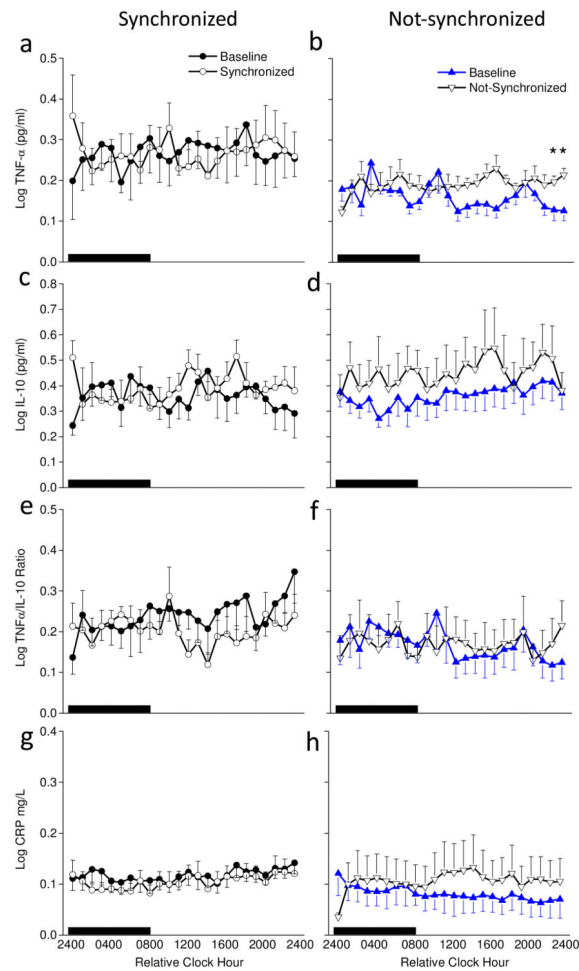 Synchronized
Not-synchronized
a
b
Baseline
Synchronized
Baseline
Not-Synchronized
Log TNF-α (pg/ml)
0.5
0.4
0.3
0.2
0.1
0.0
**
c
d
Log IL-10 (pg/ml)
0.8
0.7
0.6
0.5
0.4
0.3
0.2
0.1
0.0
e
f
Log TNFα/IL-10 Ratio
0.5
0.4
0.3
0.2
0.1
0.0
g
h
Log CRP mg/L
0.4
0.3
0.2
0.1
0.0
2400 0400 0800 1200 1600 2000 2400
2400 0400 0800 1200 1600 2000 2400
Relative Clock Hour
Relative Clock Hour